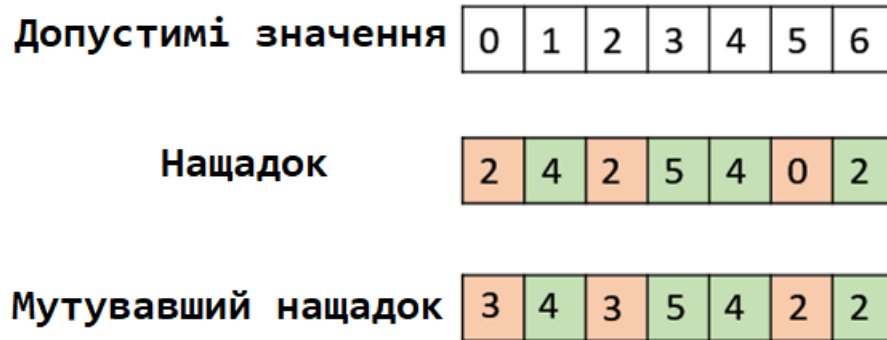 Допустимі значення 0 1 2 3 4 5 6
Нащадок 2 4 2 5 4 0 2
Мутувавший нащадок 3 4 3 5 4 2 2